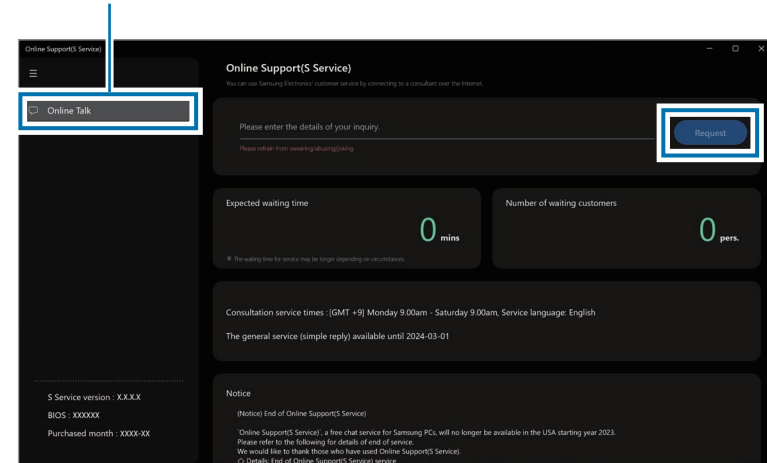 Online Support(S Service)
Online Support(S Service)
You can use Samsung Electronics' customer service by connecting to a consultant over the Internet.
Online Talk
Please enter the details of your inquiry.
Request
Please refrain from swearing/abusing/joking.
Expected waiting time
0 mins
※ The waiting time for service may be longer depending on circumstances.
Number of waiting customers
0 pers.
Consultation service times : [GMT +9] Monday 9.00am - Saturday 9.00am, Service language: English
The general service (simple reply) available until 2024-03-01
S Service version : X.X.X.X
BIOS : XXXXXX
Purchased month : XXXX-XX
Notice
(Notice) End of Online Support(S Service)
'Online Support(S Service)', a free chat service for Samsung PCs, will no longer be available in the USA starting year 2023.
Please refer to the following for details of end of service.
We would like to thank those who have used Online Support(S Service).
◇ Details: End of Online Support(S Service) service